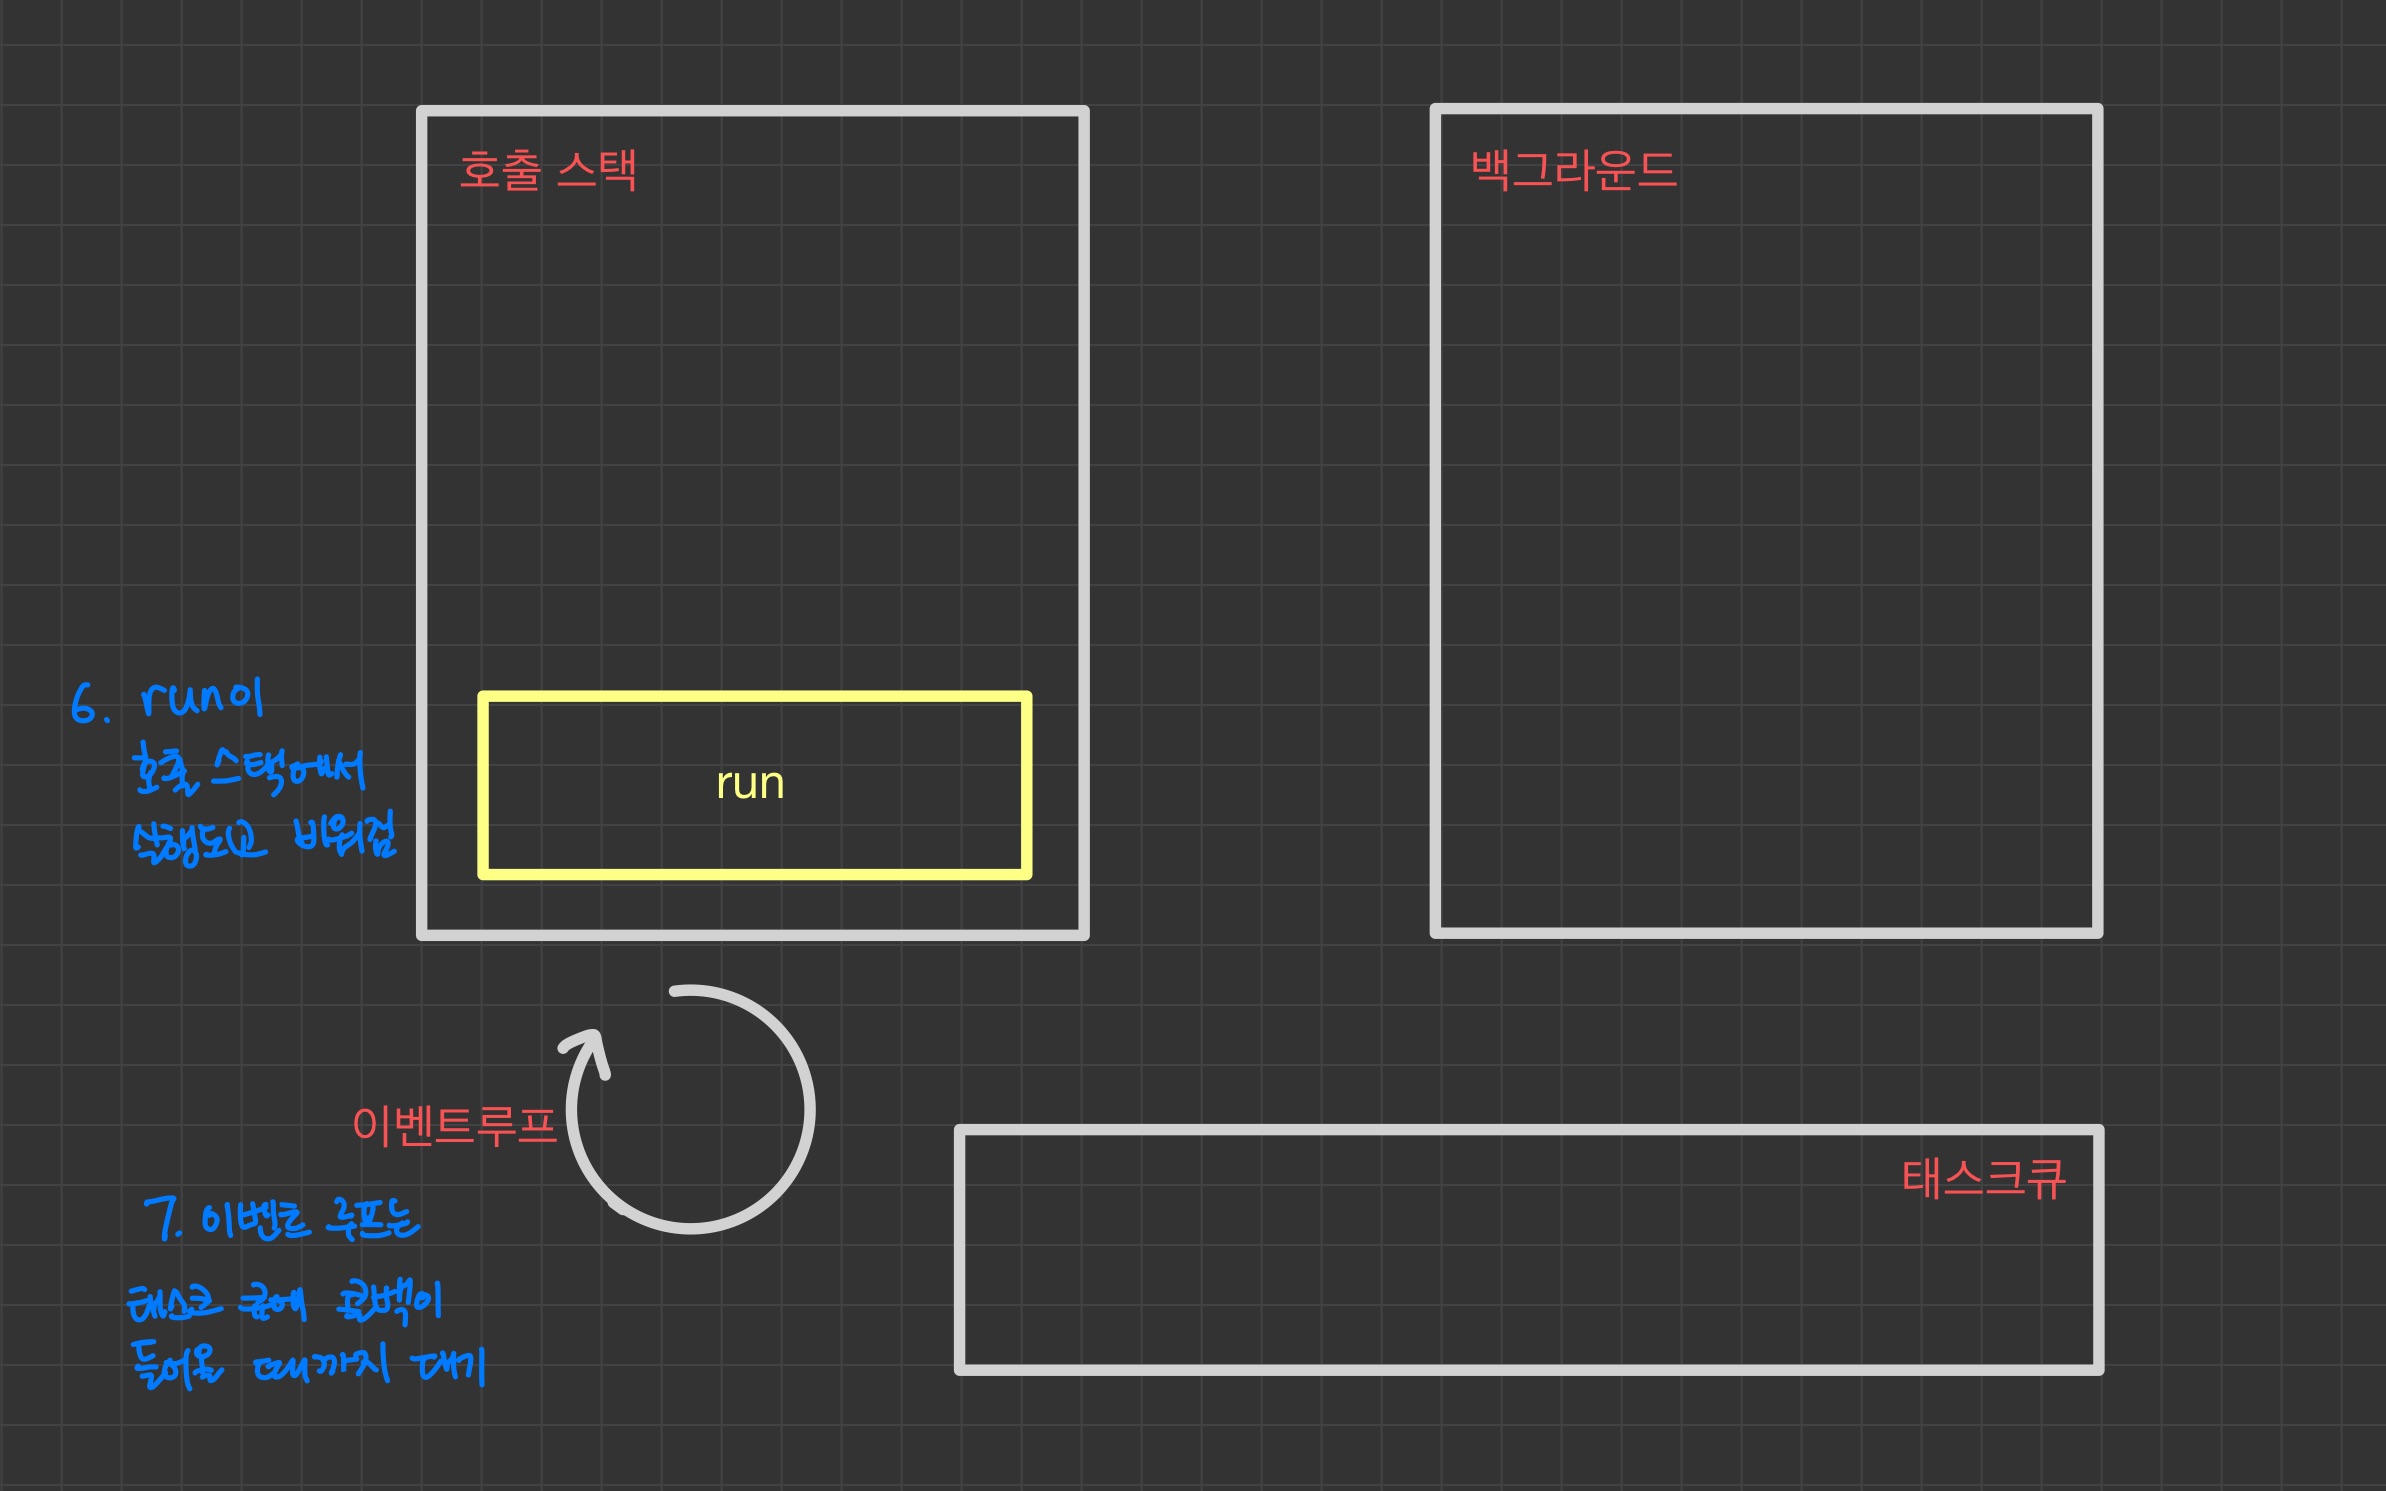 호출 스택
백그라운드
6. run이
호출 스택에서
실행되고 비워짐
run
이벤트루프
태스크큐
7. 이벤트 루프는
태스크 큐에 콜백이
들어올 때까지 대기